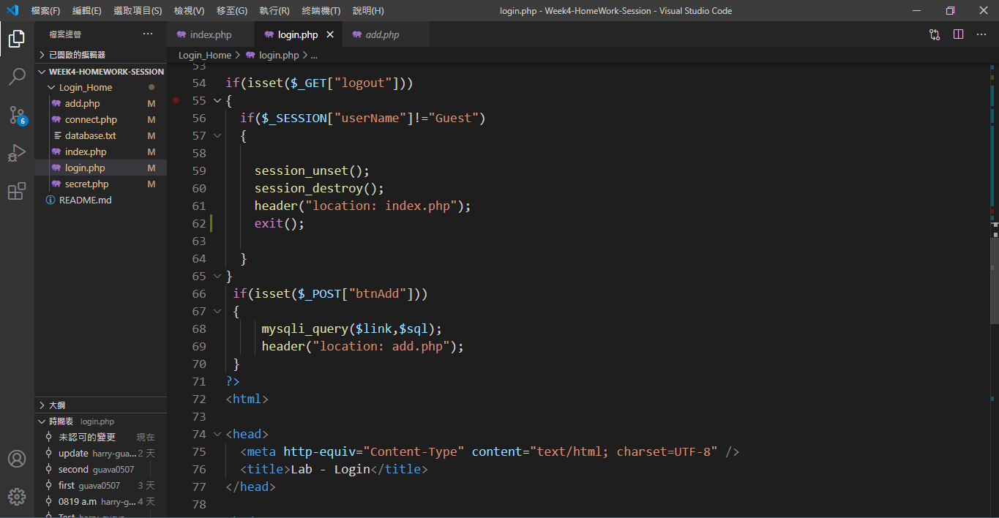 檔案(F) 編輯(E) 選取項目(S) 檢視(V) 移至(G) 執行(R) 終端機(T) 說明(H) login.php - Week4-HomeWork-Session - Visual Studio Code
檔案總管 ···
index.php login.php add.php
已開啟的編輯器
Login_Home > login.php > ...
WEEK4-HOMEWORK-SESSION
Login_Home
add.php M
connect.php M
database.txt M
index.php M
login.php M
secret.php M
README.md
6
大綱
時間表 login.php
未認可的變更 現在
update harry-gua... 2 天
second guava0507
first guava0507 3 天
0819 a.m harry-g... 4 天
53
54 if(isset($_GET["logout"]))
55 {
56 if($_SESSION["userName"]!="Guest")
57 {
58
59 session_unset();
60 session_destroy();
61 header("location: index.php");
62 exit();
63
64 }
65 }
66 if(isset($_POST["btnAdd"]))
67 {
68 mysqli_query($link,$sql);
69 header("location: add.php");
70 }
71 ?>
72 <html>
73
74 <head>
75 <meta http-equiv="Content-Type" content="text/html; charset=UTF-8" />
76 <title>Lab - Login</title>
77 </head>
78